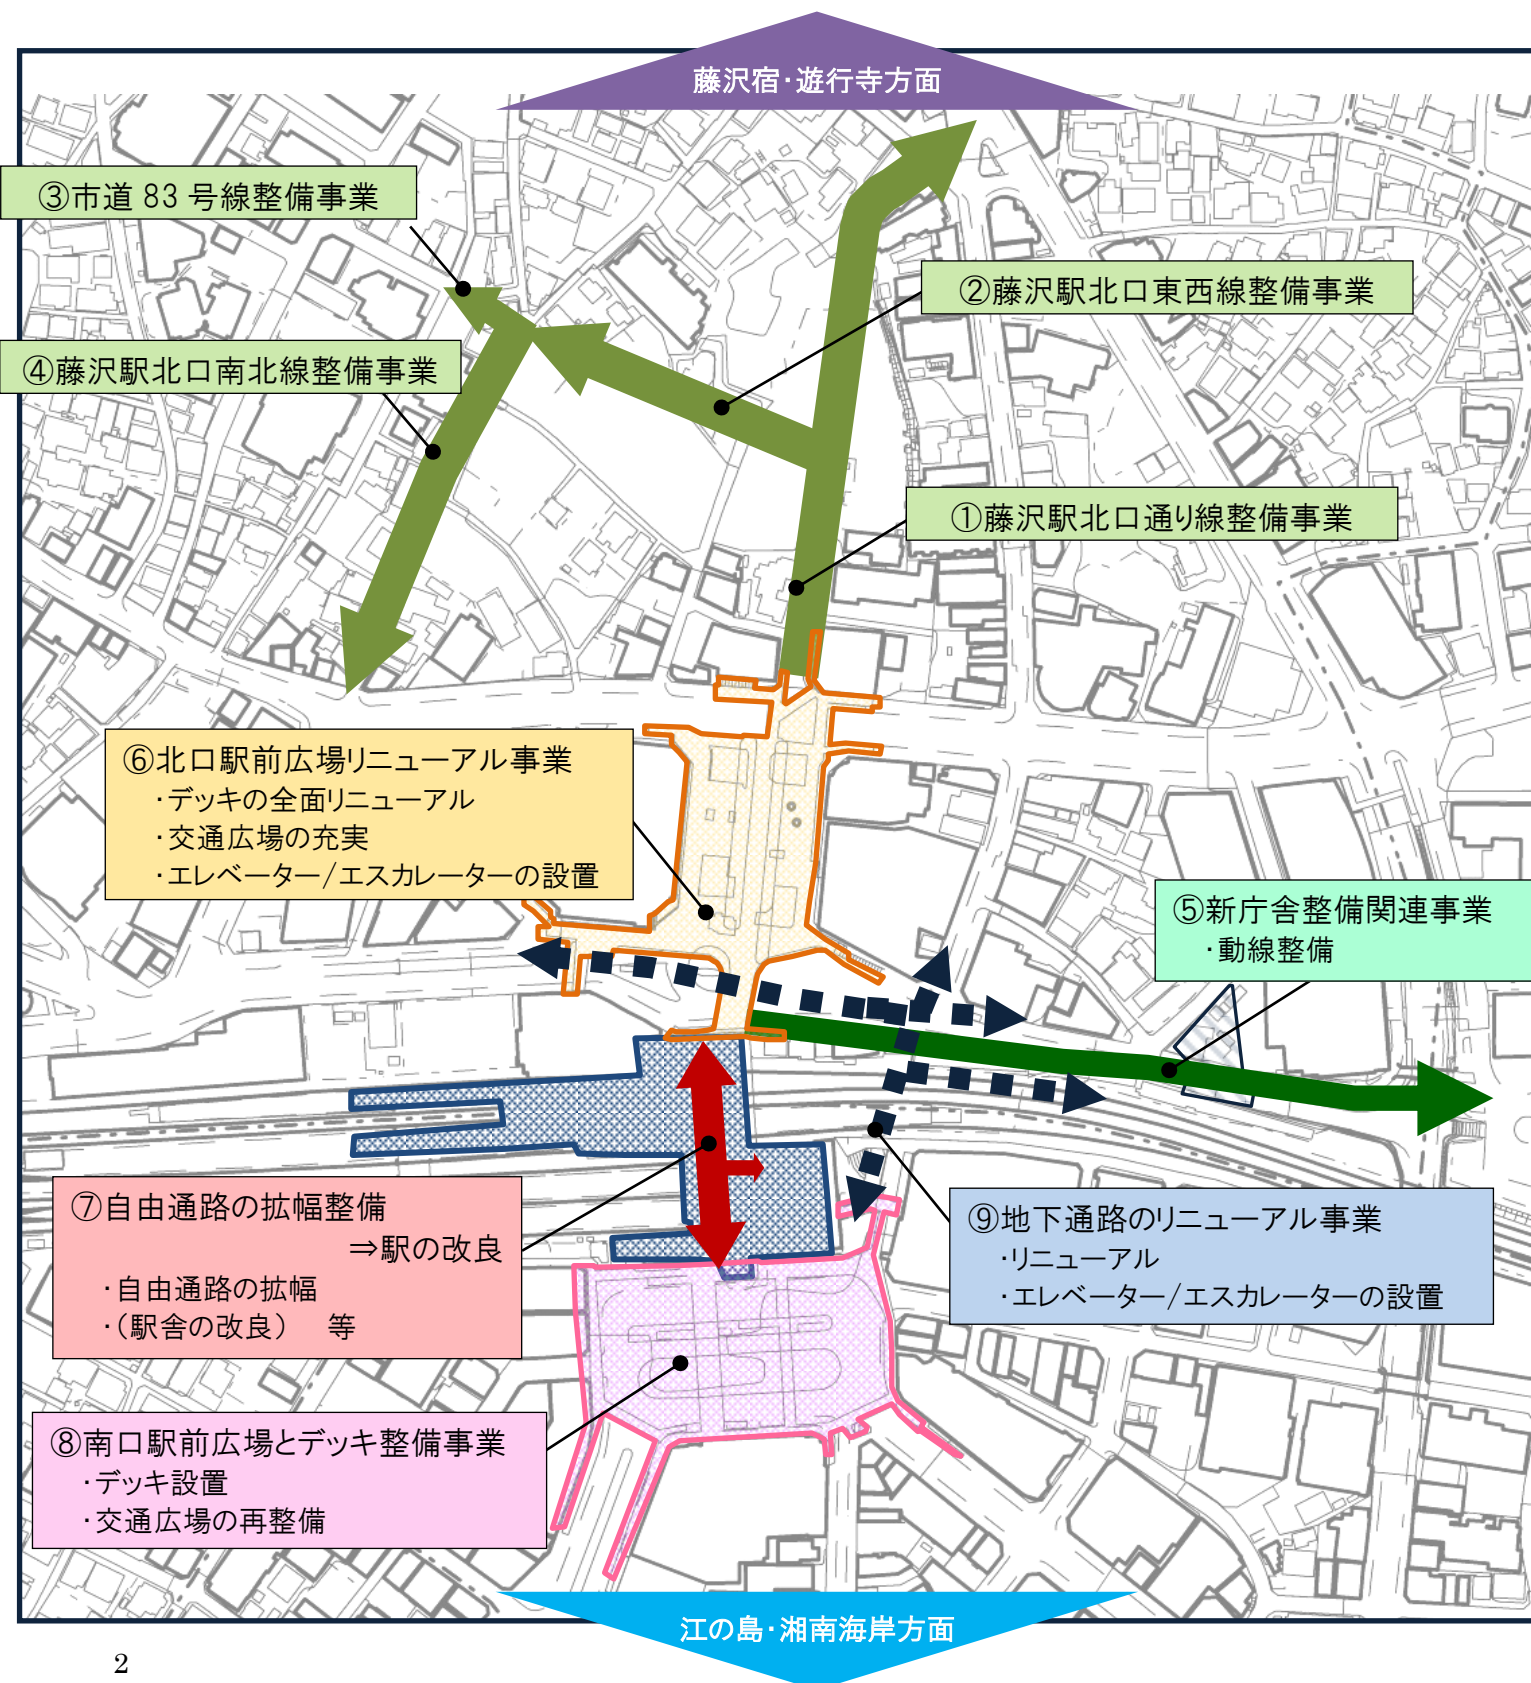 藤沢宿・遊行寺方面
③市道 83 号線整備事業
②藤沢駅北口東西線整備事業
④藤沢駅北口南北線整備事業
①藤沢駅北口通り線整備事業
⑥北口駅前広場リニューアル事業
・デッキの全面リニューアル
・交通広場の充実
・エレベーター/エスカレーターの設置
⑤新庁舎整備関連事業
・動線整備
⑦自由通路の拡幅整備
⇒駅の改良
・自由通路の拡幅
・（駅舎の改良）　等
⑨地下通路のリニューアル事業
・リニューアル
・エレベーター/エスカレーターの設置
⑧南口駅前広場とデッキ整備事業
・デッキ設置
・交通広場の再整備
江の島・湘南海岸方面
2